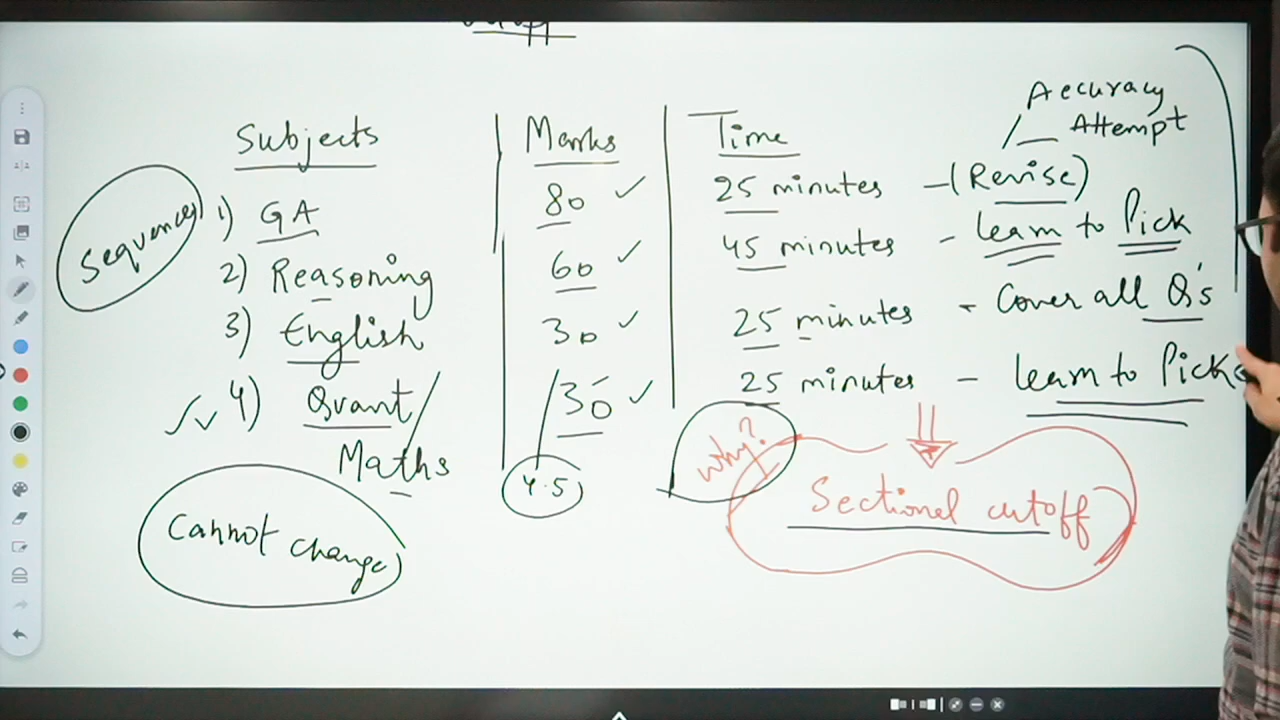 Subjects | Marks | Time
Accuracy
Attempt
Sequences
1) GA 80 ✓ 25 minutes - (Revise)
2) Reasoning 60 ✓ 45 minutes - learn to Pick
3) English 30 ✓ 25 minutes - Cover all Q's
4) Quant/ 30 ✓ 25 minutes - learn to Pick
Maths
4.5
Why?
Sectional cutoff
Cannot change